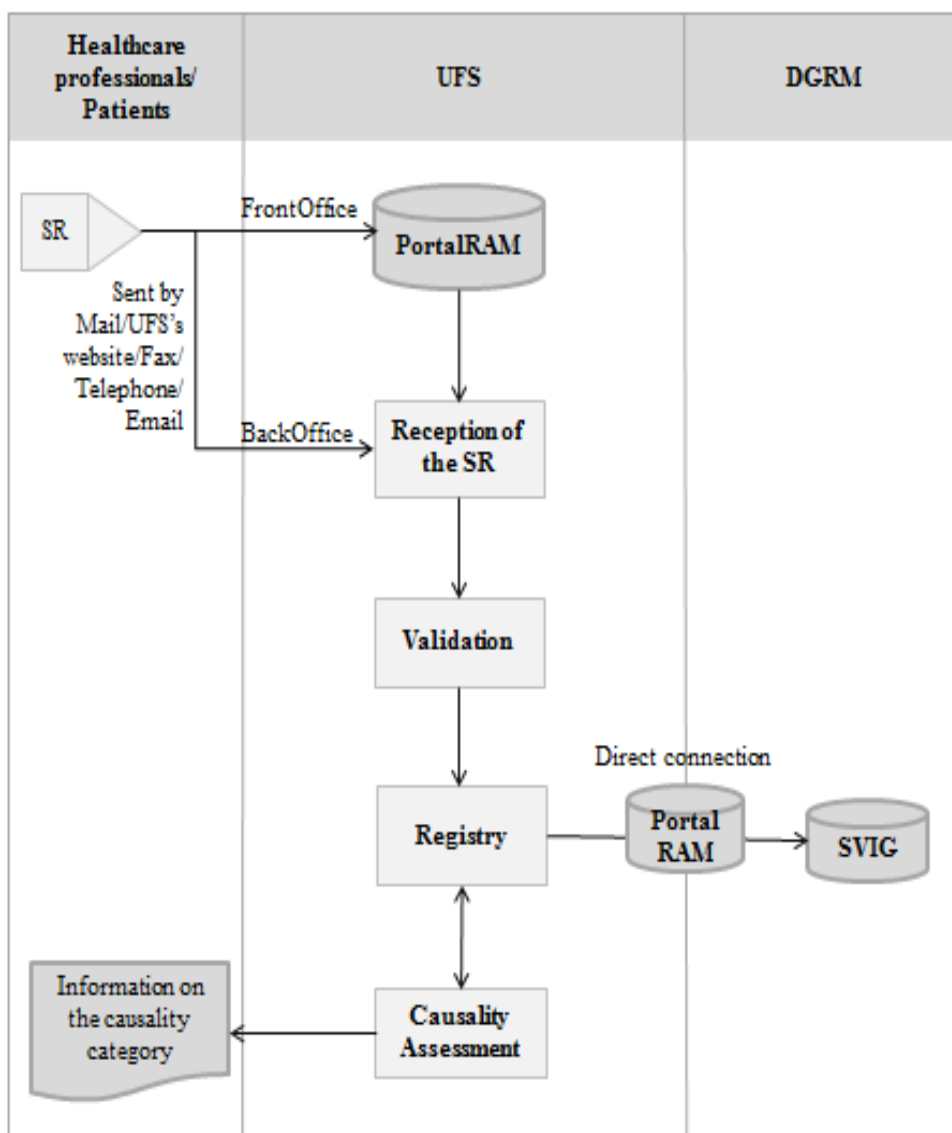 Healthcare
professionals/
Patients
UFS
DGRM
SR
FrontOffice
PortalRAM
Sent by
Mail/UFS's
website/Fax/
Telephone/
Email
BackOffice
Reception of
the SR
Validation
Direct connection
Registry
Portal
RAM
SVIG
Information on
the causality
category
Causality
Assessment